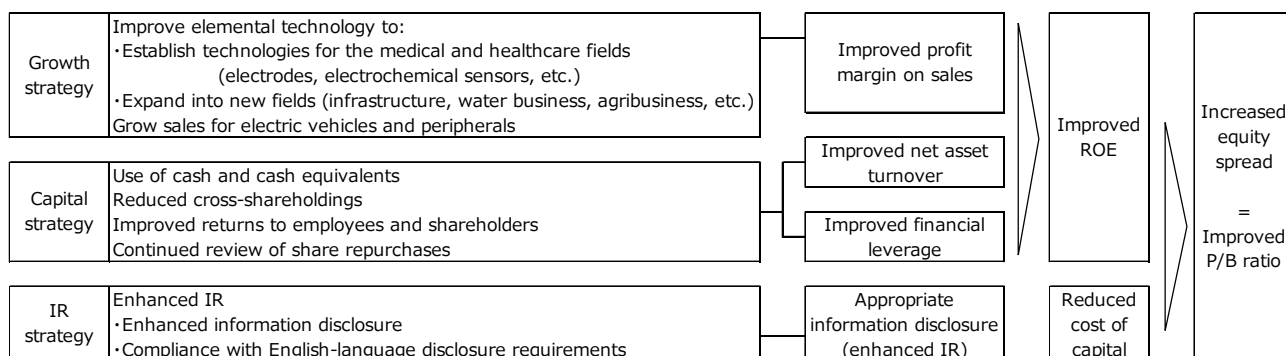 Growth
strategy
Improve elemental technology to:
・Establish technologies for the medical and healthcare fields
(electrodes, electrochemical sensors, etc.)
・Expand into new fields (infrastructure, water business, agribusiness, etc.)
Grow sales for electric vehicles and peripherals
Improved profit
margin on sales
Capital
strategy
Use of cash and cash equivalents
Reduced cross-shareholdings
Improved returns to employees and shareholders
Continued review of share repurchases
Improved net asset
turnover
Improved financial
leverage
Improved
ROE
IR
strategy
Enhanced IR
・Enhanced information disclosure
・Compliance with English-language disclosure requirements
Appropriate
information disclosure
(enhanced IR)
Reduced
cost of
capital
Increased
equity
spread
=
Improved
P/B ratio